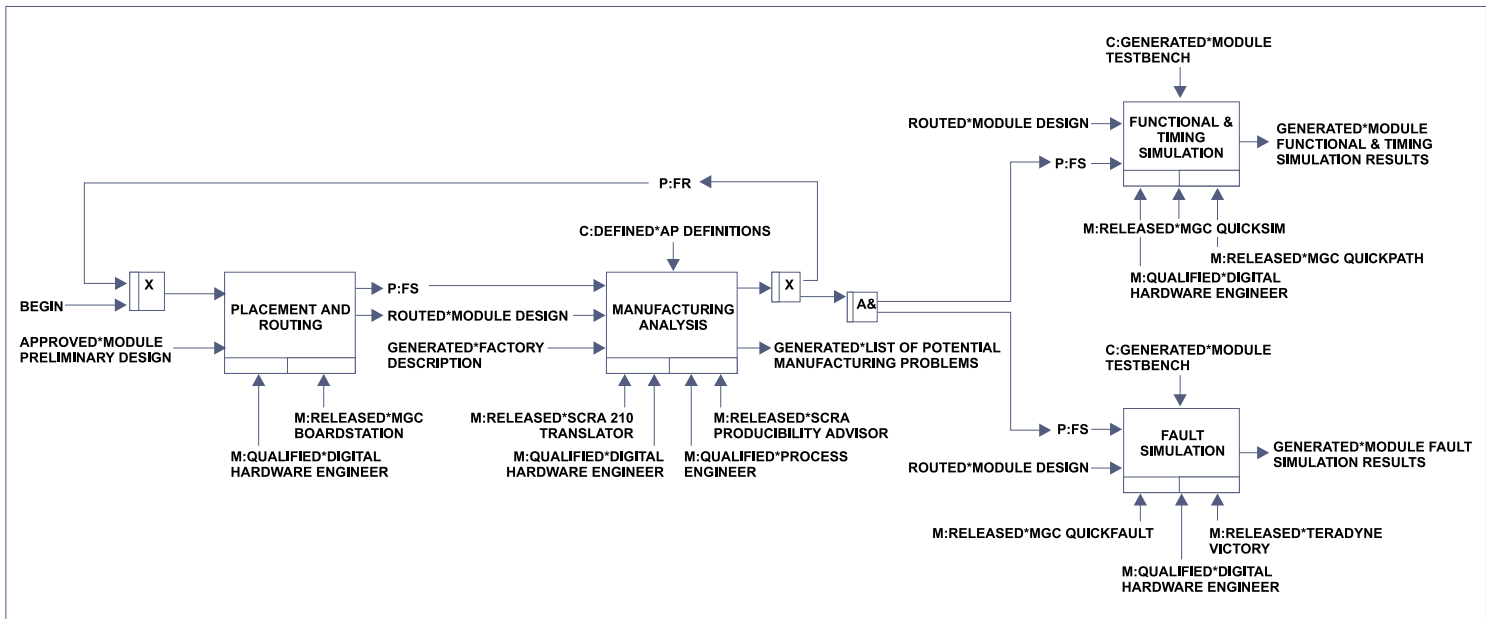 C:GENERATED*MODULE
TESTBENCH
ROUTED*MODULE DESIGN
FUNCTIONAL &
TIMING
SIMULATION
GENERATED*MODULE
FUNCTIONAL & TIMING
SIMULATION RESULTS
P:FS
P:FR
M:RELEASED*MGC QUICKSIM
M:RELEASED*MGC QUICKPATH
M:QUALIFIED*DIGITAL
HARDWARE ENGINEER
C:DEFINED*AP DEFINITIONS
X
BEGIN
PLACEMENT AND
ROUTING
P:FS
ROUTED*MODULE DESIGN
MANUFACTURING
ANALYSIS
X
A&
APPROVED*MODULE
PRELIMINARY DESIGN
GENERATED*FACTORY
DESCRIPTION
GENERATED*LIST OF POTENTIAL
MANUFACTURING PROBLEMS
M:RELEASED*MGC
BOARDSTATION
M:QUALIFIED*DIGITAL
HARDWARE ENGINEER
M:RELEASED*SCRA 210
TRANSLATOR
M:QUALIFIED*DIGITAL
HARDWARE ENGINEER
M:RELEASED*SCRA
PRODUCIBILITY ADVISOR
M:QUALIFIED*PROCESS
ENGINEER
C:GENERATED*MODULE
TESTBENCH
P:FS
ROUTED*MODULE DESIGN
FAULT
SIMULATION
GENERATED*MODULE FAULT
SIMULATION RESULTS
M:RELEASED*MGC QUICKFAULT
M:RELEASED*TERADYNE
VICTORY
M:QUALIFIED*DIGITAL
HARDWARE ENGINEER